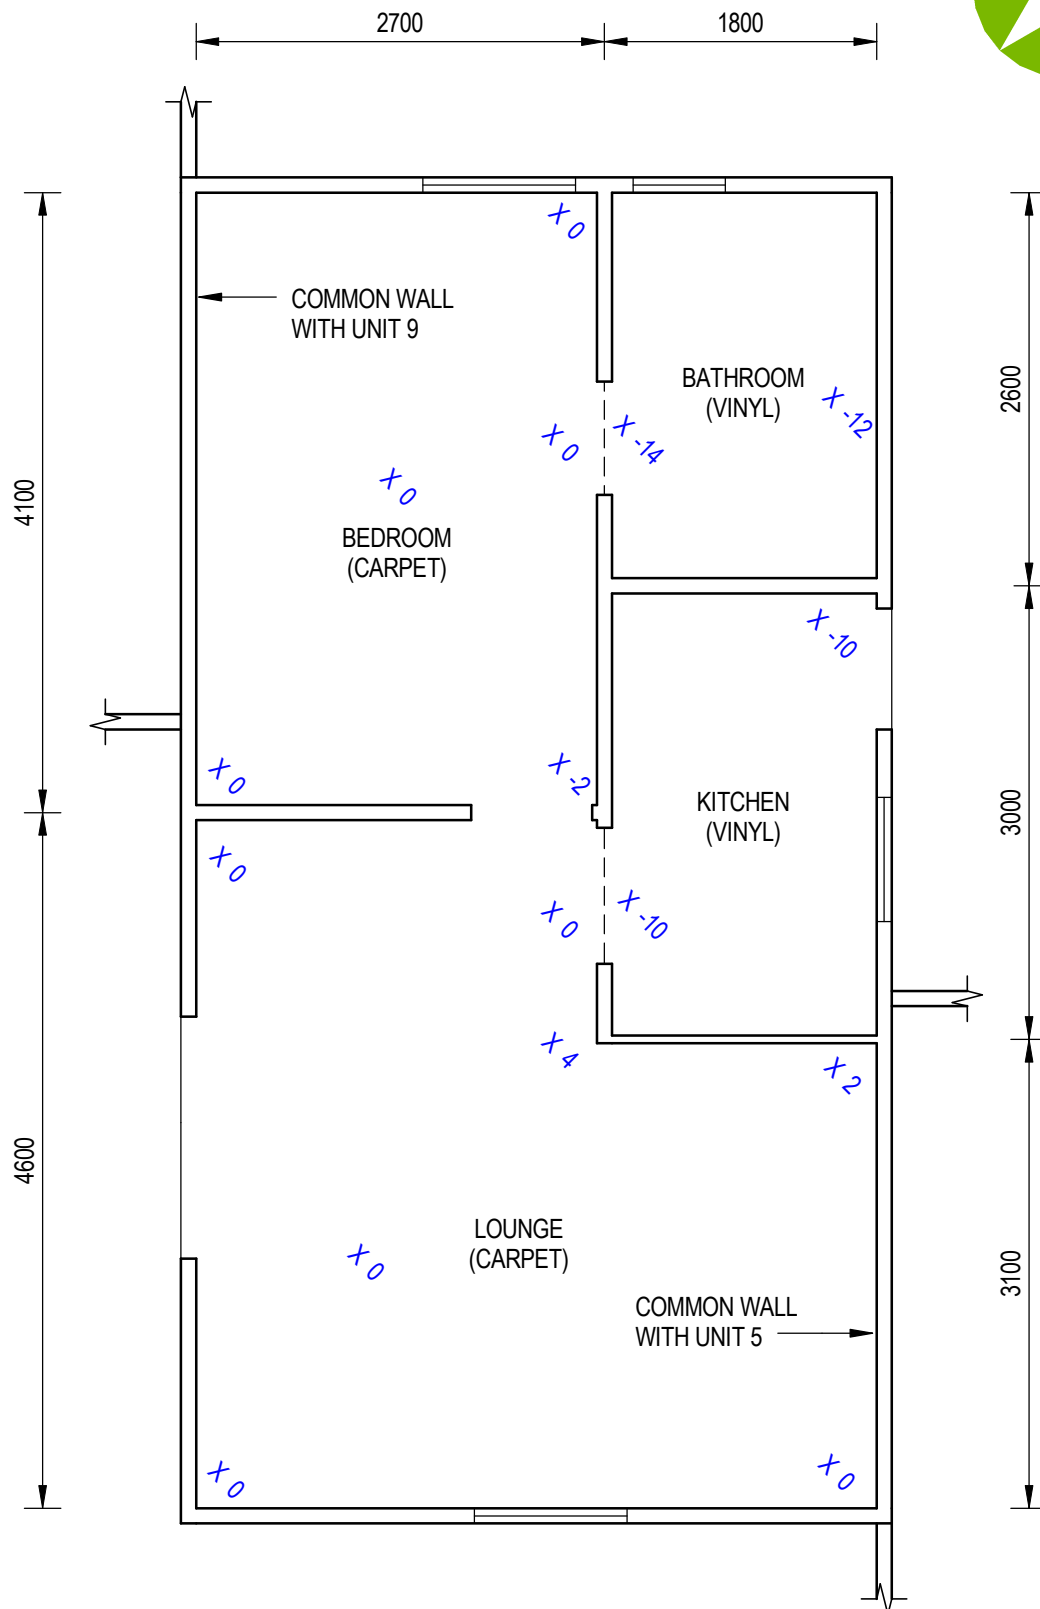 2700
1800
X 0
COMMON WALL
WITH UNIT 9
BATHROOM
(VINYL)
X -12
X 0
X -14
2600
X 0
4100
BEDROOM
(CARPET)
X -10
X 0
X -2
KITCHEN
(VINYL)
3000
X 0
X 0
X -10
X 4
X 2
4600
LOUNGE
(CARPET)
X 0
3100
COMMON WALL
WITH UNIT 5
X 0
X 0